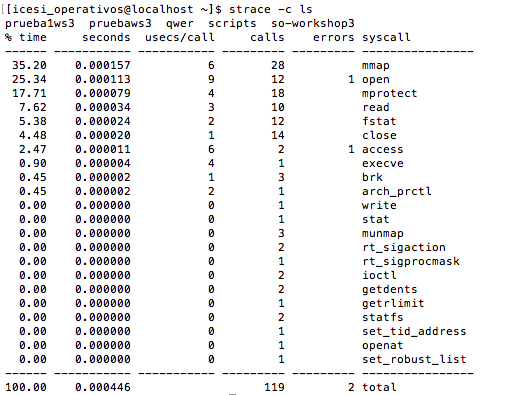 [[icesi_operativos@localhost ~]$ strace -c ls
prueba1ws3  pruebaws3  qwer  scripts  so-workshop3
% time     seconds  usecs/call     calls    errors syscall
------ ----------- ----------- --------- --------- ----------------
 35.20    0.000157           6        28           mmap
 25.34    0.000113           9        12         1 open
 17.71    0.000079           4        18           mprotect
  7.62    0.000034           3        10           read
  5.38    0.000024           2        12           fstat
  4.48    0.000020           1        14           close
  2.47    0.000011           6         2         1 access
  0.90    0.000004           4         1           execve
  0.45    0.000002           1         3           brk
  0.45    0.000002           2         1           arch_prctl
  0.00    0.000000           0         1           write
  0.00    0.000000           0         1           stat
  0.00    0.000000           0         3           munmap
  0.00    0.000000           0         2           rt_sigaction
  0.00    0.000000           0         1           rt_sigprocmask
  0.00    0.000000           0         2           ioctl
  0.00    0.000000           0         2           getdents
  0.00    0.000000           0         1           getrlimit
  0.00    0.000000           0         2           statfs
  0.00    0.000000           0         1           set_tid_address
  0.00    0.000000           0         1           openat
  0.00    0.000000           0         1           set_robust_list
------ ----------- ----------- --------- --------- ----------------
100.00    0.000446           _       119         2 total